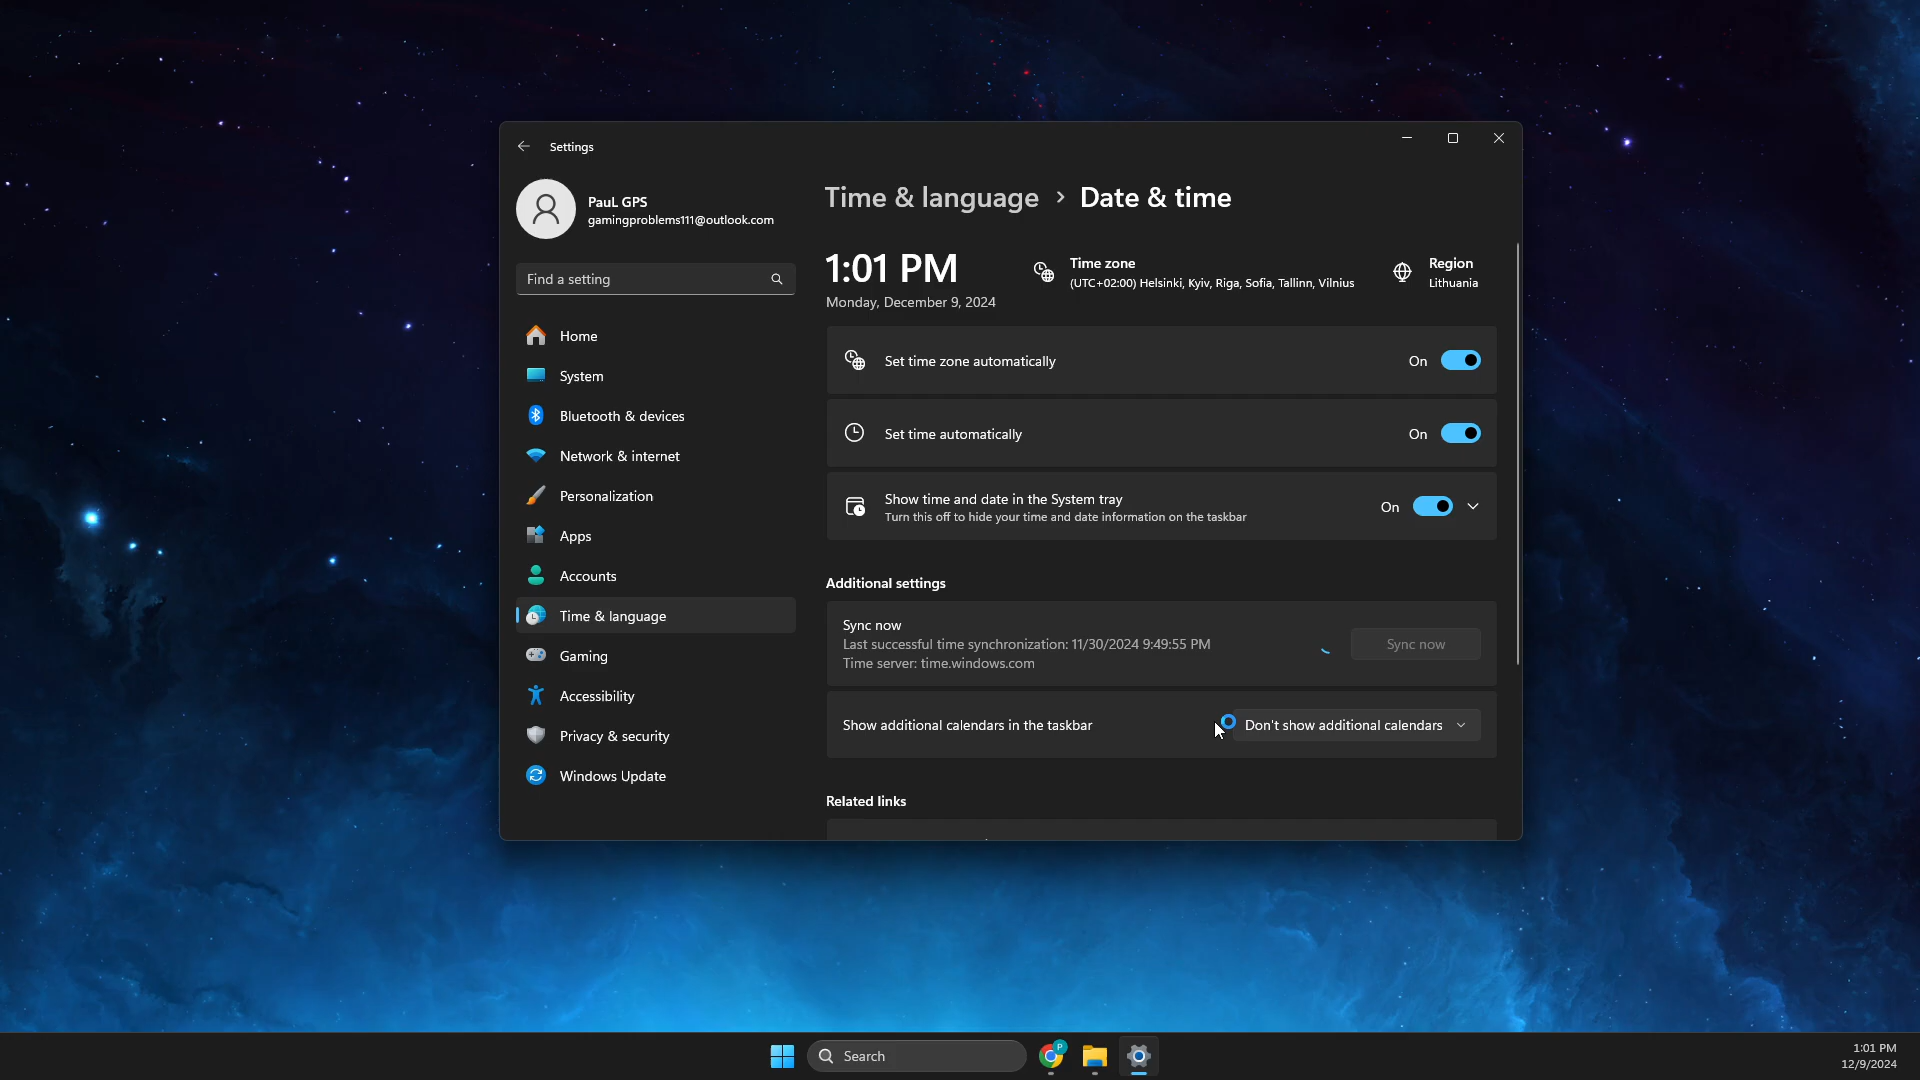 Settings
PauL GPS
gamingproblems111@outlook.com
Find a setting
Home
System
Bluetooth & devices
Network & internet
Personalization
Apps
Accounts
Time & language
Gaming
Accessibility
Privacy & security
Windows Update
Time & language > Date & time
1:01 PM
Monday, December 9, 2024
Time zone
(UTC+02:00) Helsinki, Kyiv, Riga, Sofia, Tallinn, Vilnius
Region
Lithuania
Set time zone automatically On
Set time automatically On
Show time and date in the System tray
Turn this off to hide your time and date information on the taskbar
On
Additional settings
Sync now
Last successful time synchronization: 11/30/2024 9:49:55 PM
Time server: time.windows.com
Sync now
Show additional calendars in the taskbar Don't show additional calendars
Related links
Search
P
1:01 PM
12/9/2024